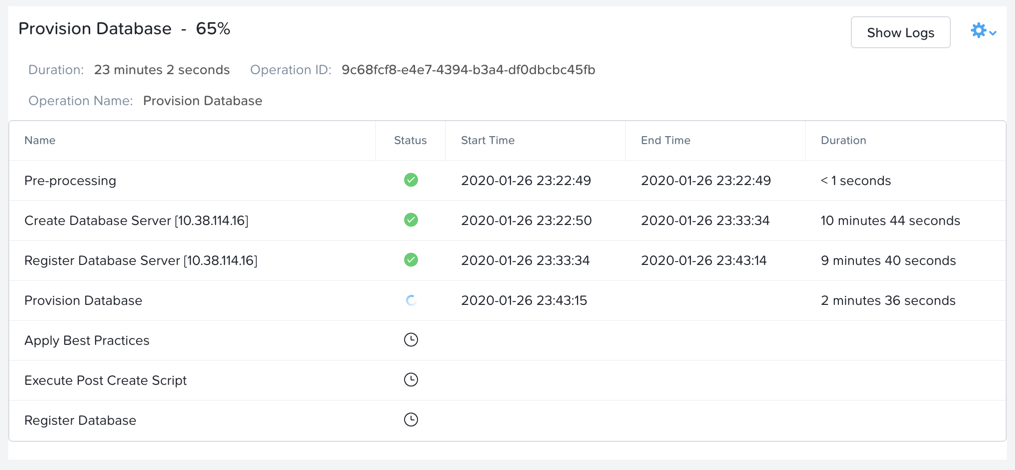 Provision Database - 65%
Show Logs
Duration: 23 minutes 2 seconds Operation ID: 9c68fcf8-e4e7-4394-b3a4-df0dbcbc45fb
Operation Name: Provision Database
Name Status Start Time End Time Duration
Pre-processing 2020-01-26 23:22:49 2020-01-26 23:22:49 < 1 seconds
Create Database Server [10.38.114.16] 2020-01-26 23:22:50 2020-01-26 23:33:34 10 minutes 44 seconds
Register Database Server [10.38.114.16] 2020-01-26 23:33:34 2020-01-26 23:43:14 9 minutes 40 seconds
Provision Database 2020-01-26 23:43:15 2 minutes 36 seconds
Apply Best Practices
Execute Post Create Script
Register Database